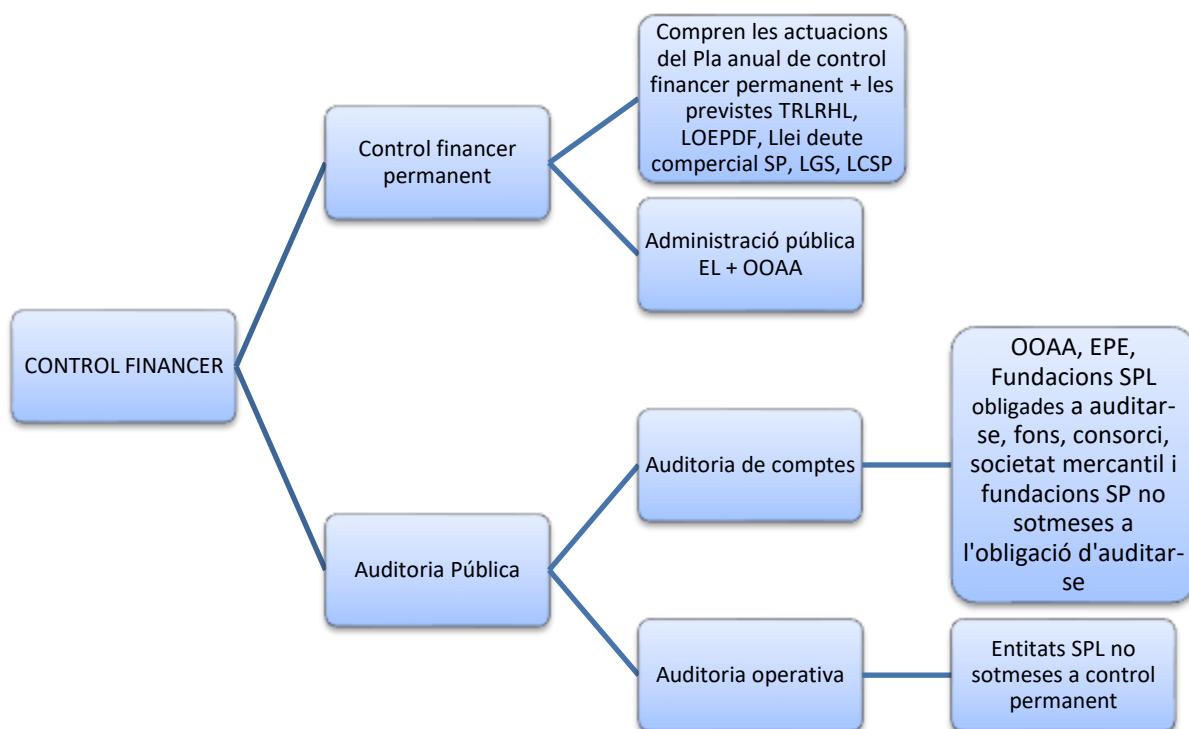 Compren les actuacions
del Pla anual de control
financer permanent + les
previstes TRLRHL,
LOEPDF, Llei deute
compercial SP, LGS, LCSP
Control financer
permanent
Administració pública
EL + OOAA
CONTROL FINANCER
OOAA, EPE,
Fundacions SPL
obligades a auditar-
se, fons, consorci,
societat mercantil i
fundacions SP no
sotmeses a
l'obligació d'auditar-
se
Auditoria de comptes
Auditoria Pública
Auditoria operativa
Entitats SPL no
sotmeses a control
permanent